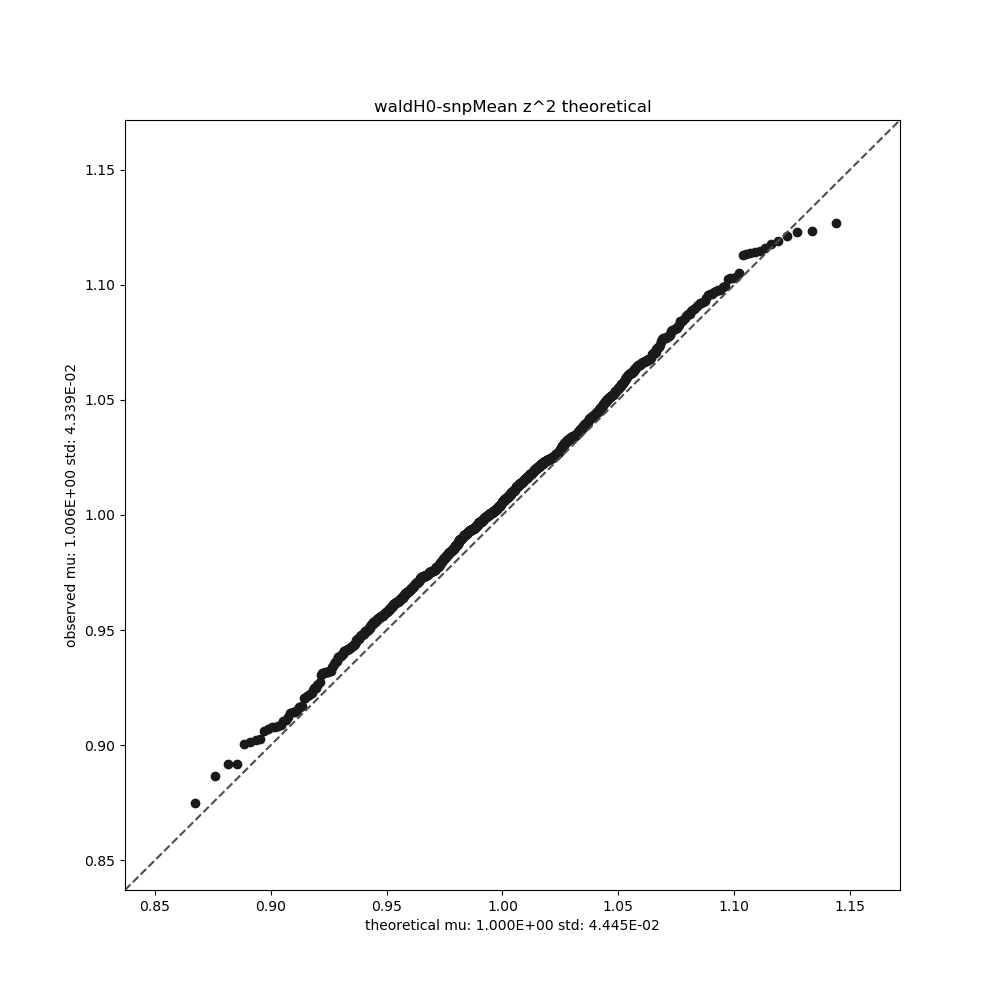 waldH0-snpMean z^2 theoretical
1.15
1.10
1.05
1.00
0.95
0.90
0.85
observed mu: 1.006E+00 std: 4.339E-02
0.85 0.90 0.95 1.00 1.05 1.10 1.15
theoretical mu: 1.000E+00 std: 4.445E-02